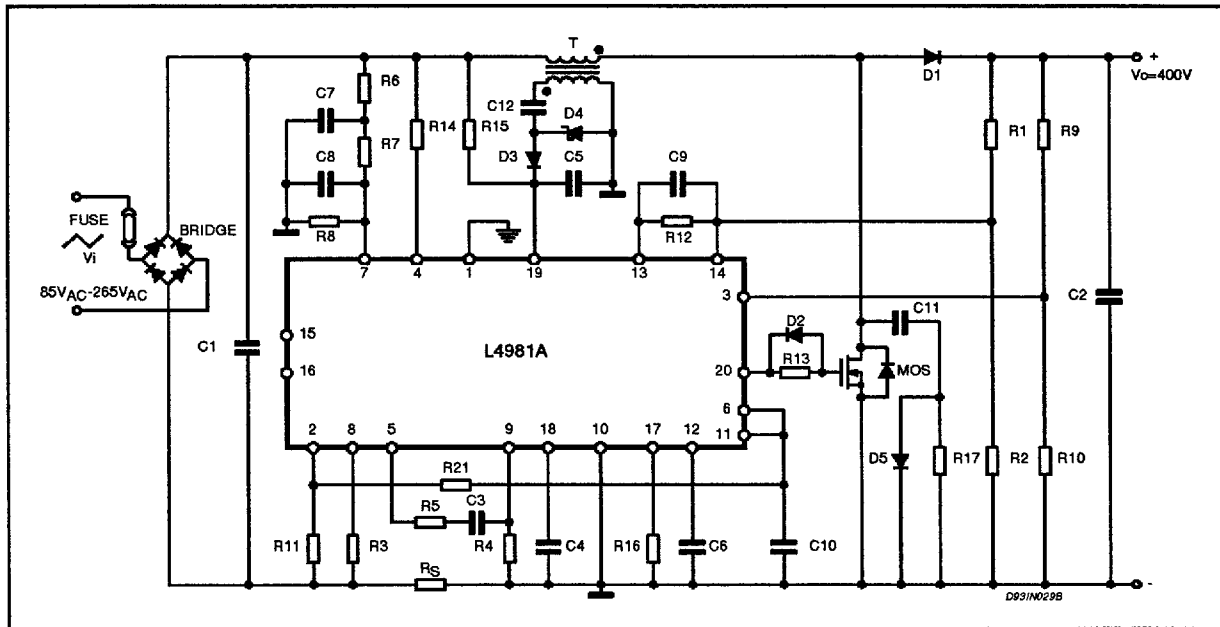 T
+
Vo=400V
D1
C7
R6
C12
D4
R14
R15
R1
R9
R7
C8
D3
C5
C9
FUSE
BRIDGE
R8
R12
Vi
7
4
1
19
13
14
85VAC-265VAC
3
C2
C11
15
D2
C1
L4981A
16
R13
MOS
20
6
2
8
5
9
18
10
17
12
11
D5
R17
R2
R10
R21
R5
C3
R11
R3
R4
C4
R16
C6
C10
RS
-
D93IN029B